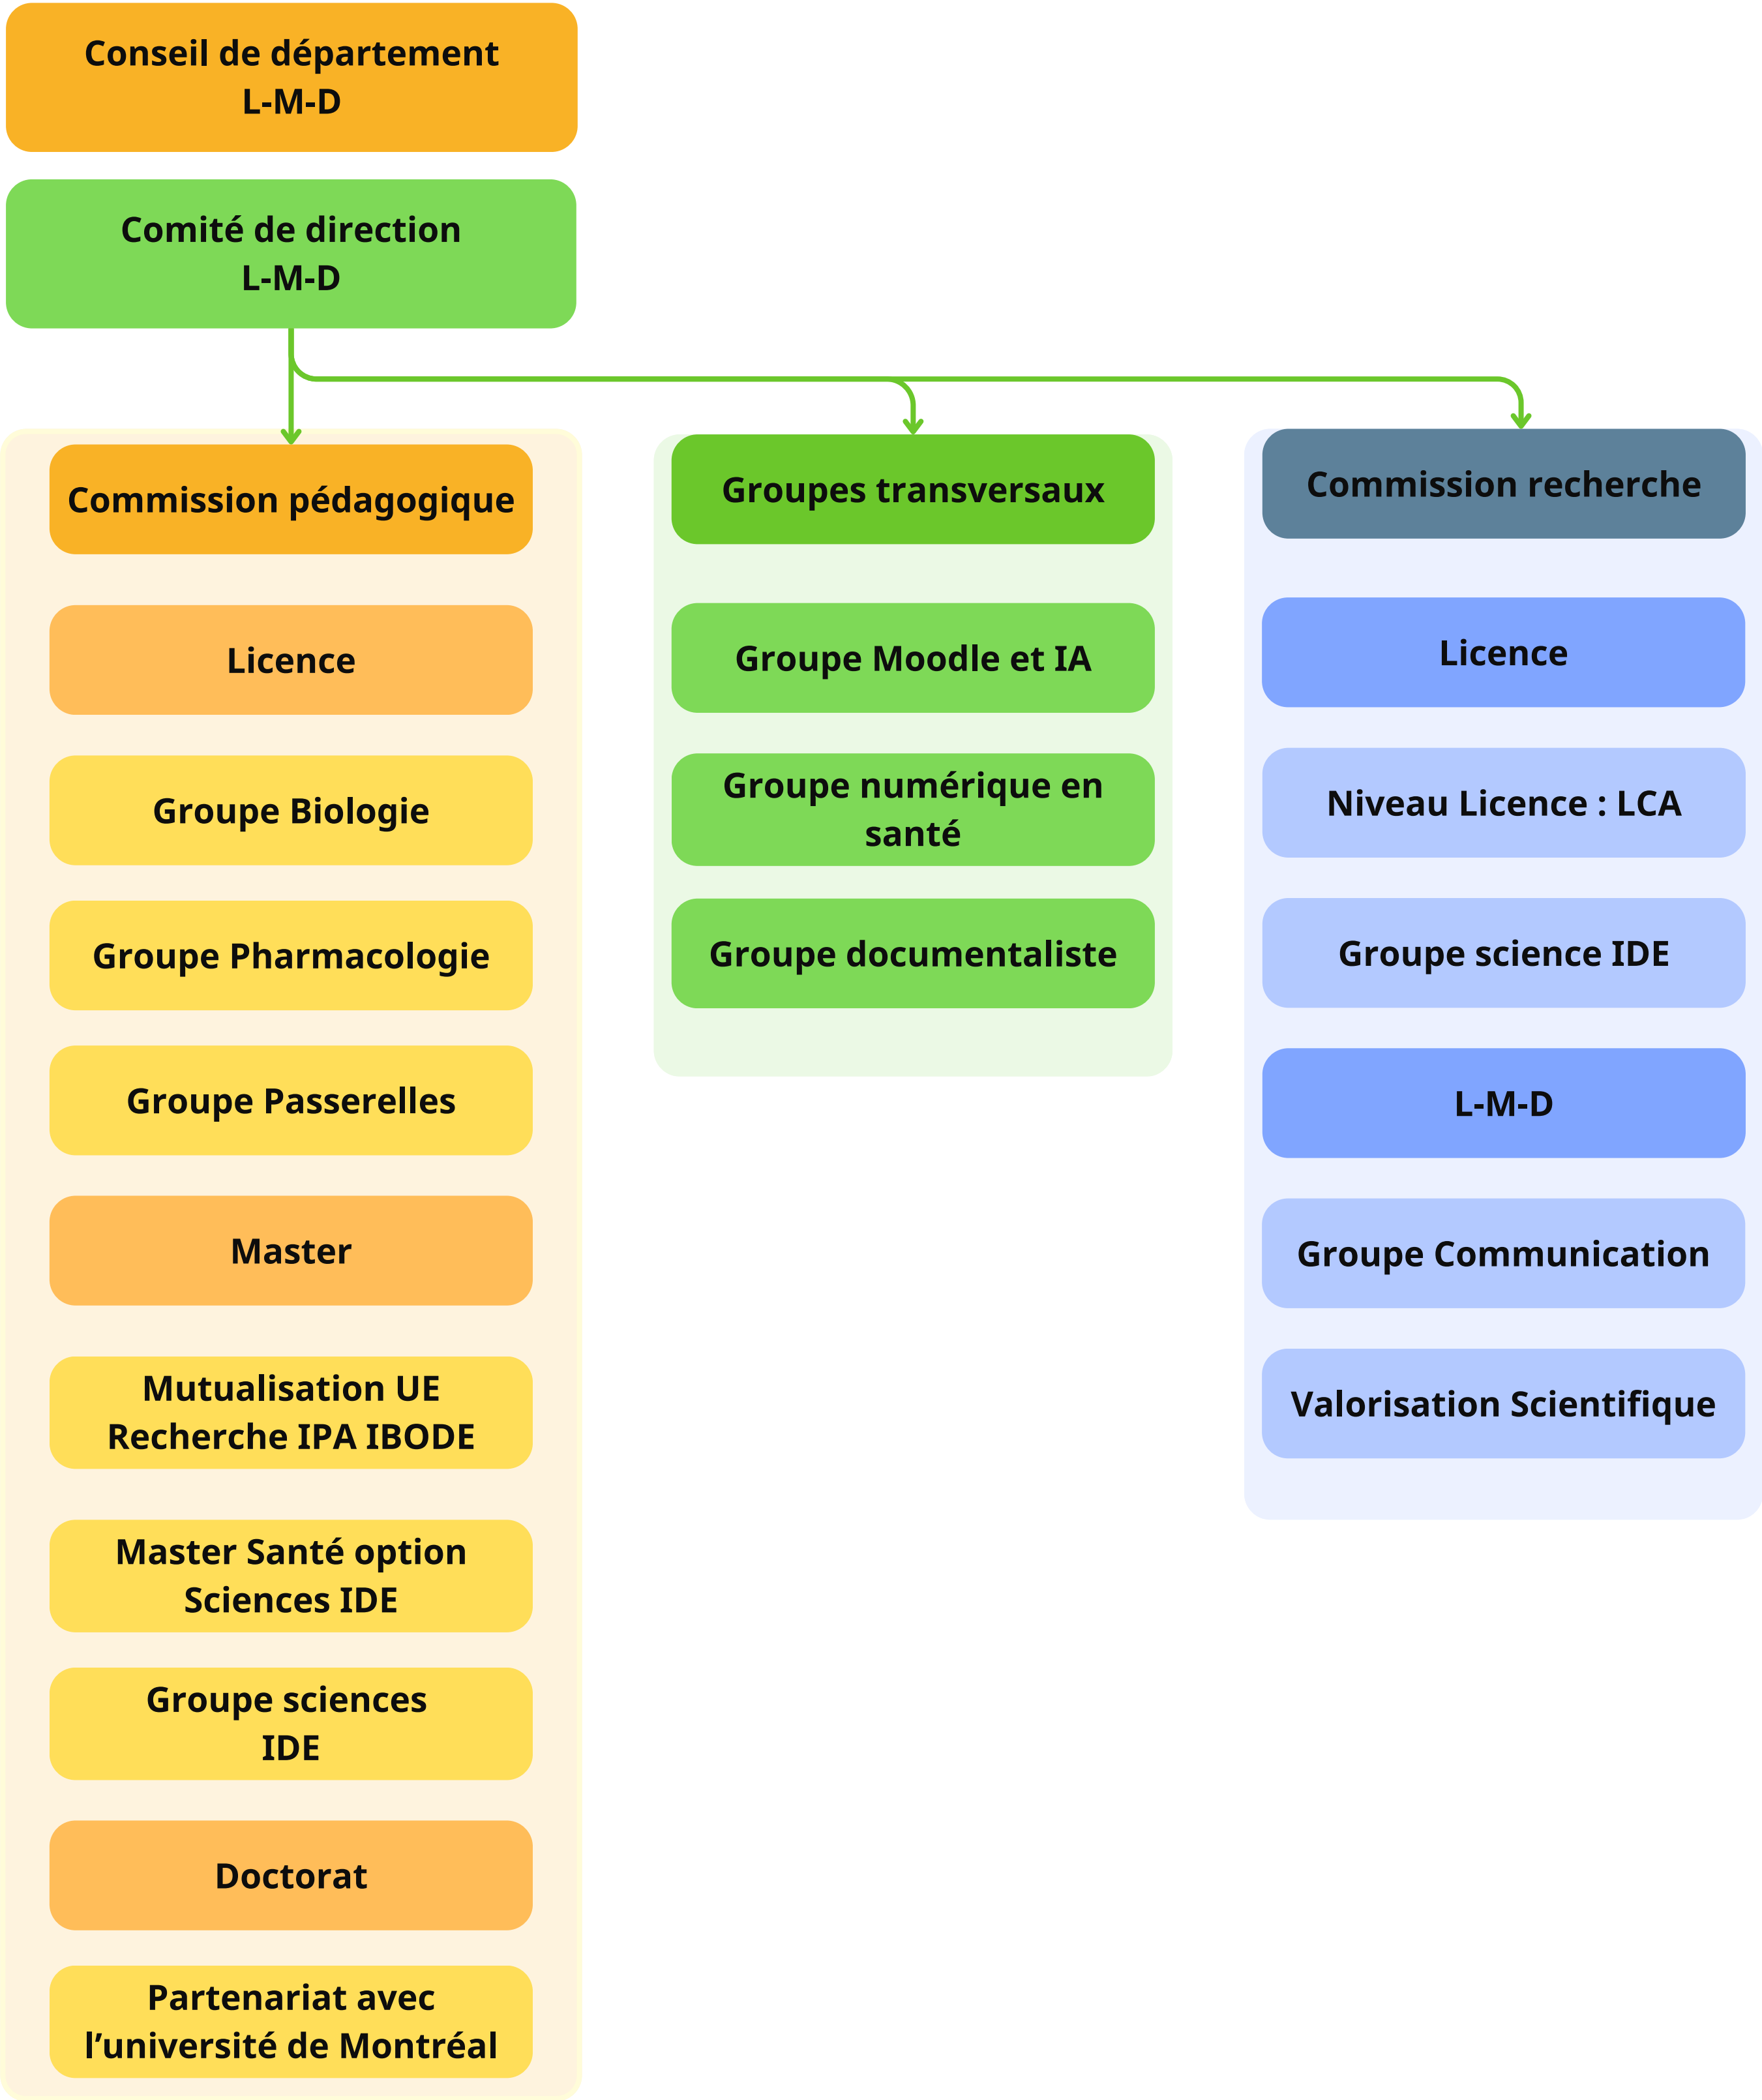 Conseil de département
L-M-D
Comité de direction
L-M-D
Commission pédagogique
Licence
Groupe Biologie
Groupe Pharmacologie
Groupe Passerelles
Master
Mutualisation UE
Recherche IPA IBODE
Master Santé option
Sciences IDE
Groupe sciences
IDE
Doctorat
Partenariat avec
l’université de Montréal
Groupes transversaux
Groupe Moodle et IA
Groupe numérique en
santé
Groupe documentaliste
Commission recherche
Licence
Niveau Licence : LCA
Groupe science IDE
L-M-D
Groupe Communication
Valorisation Scientifique